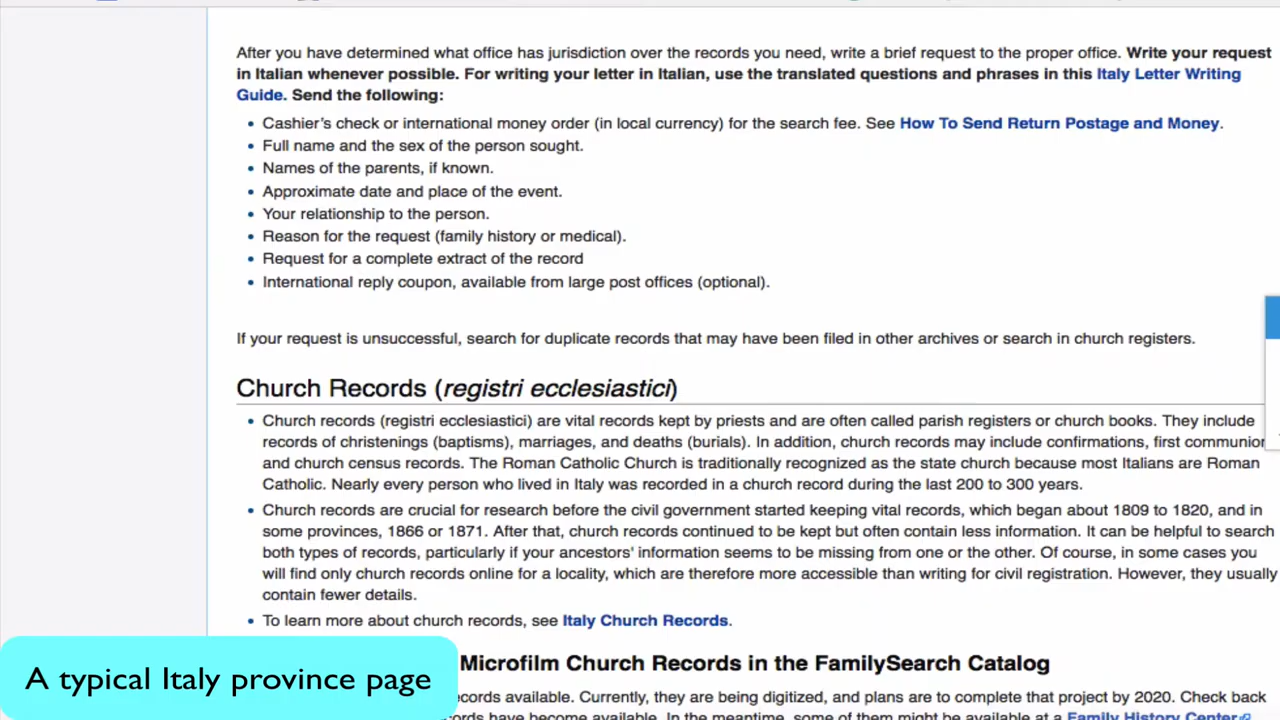 After you have determined what office has jurisdiction over the records you need, write a brief request to the proper office. Write your request
in Italian whenever possible. For writing your letter in Italian, use the translated questions and phrases in this Italy Letter Writing
Guide. Send the following:
• Cashier's check or international money order (in local currency) for the search fee. See How To Send Return Postage and Money.
• Full name and the sex of the person sought.
• Names of the parents, if known.
• Approximate date and place of the event.
• Your relationship to the person.
• Reason for the request (family history or medical).
• Request for a complete extract of the record
• International reply coupon, available from large post offices (optional).
If your request is unsuccessful, search for duplicate records that may have been filed in other archives or search in church registers.
Church Records (registri ecclesiastici)
• Church records (registri ecclesiastici) are vital records kept by priests and are often called parish registers or church books. They include
records of christenings (baptisms), marriages, and deaths (burials). In addition, church records may include confirmations, first communion
and church census records. The Roman Catholic Church is traditionally recognized as the state church because most Italians are Roman
Catholic. Nearly every person who lived in Italy was recorded in a church record during the last 200 to 300 years.
• Church records are crucial for research before the civil government started keeping vital records, which began about 1809 to 1820, and in
some provinces, 1866 or 1871. After that, church records continued to be kept but often contain less information. It can be helpful to search
both types of records, particularly if your ancestors' information seems to be missing from one or the other. Of course, in some cases you
will find only church records online for a locality, which are therefore more accessible than writing for civil registration. However, they usually
contain fewer details.
• To learn more about church records, see Italy Church Records.
Microfilm Church Records in the FamilySearch Catalog
records available. Currently, they are being digitized, and plans are to complete that project by 2020. Check back
records have become available. In the meantime, some of them might be available at a Family History Center
A typical Italy province page